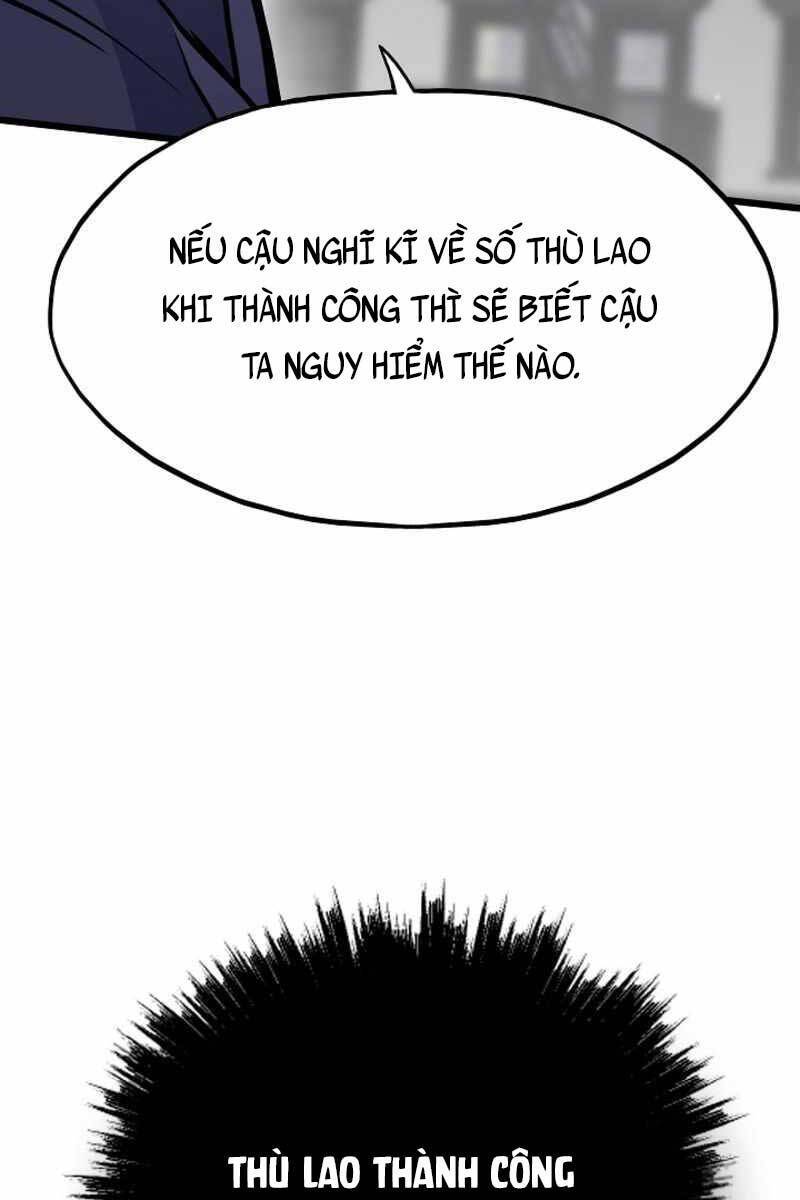 NẾU CẬU NGHĨ KĨ VỀ SỐ THÙ LAO
KHI THÀNH CÔNG THÌ SẼ BIẾT CẬU
TA NGUY HIỂM THẾ NÀO.
THÙ LAO THÀNH CÔNG